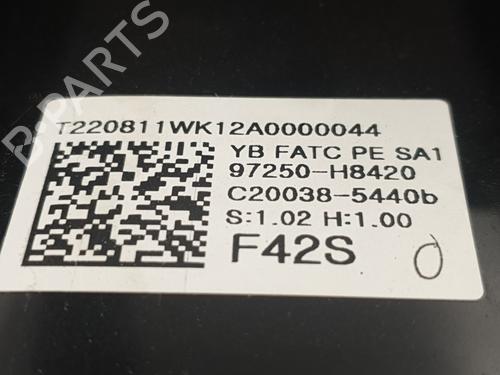 T220811WK12A0000044
YB FATC PE SA1
97250-H8420
C20038-5440b
S:1.02 H:1.00
F42S
B-PARTS